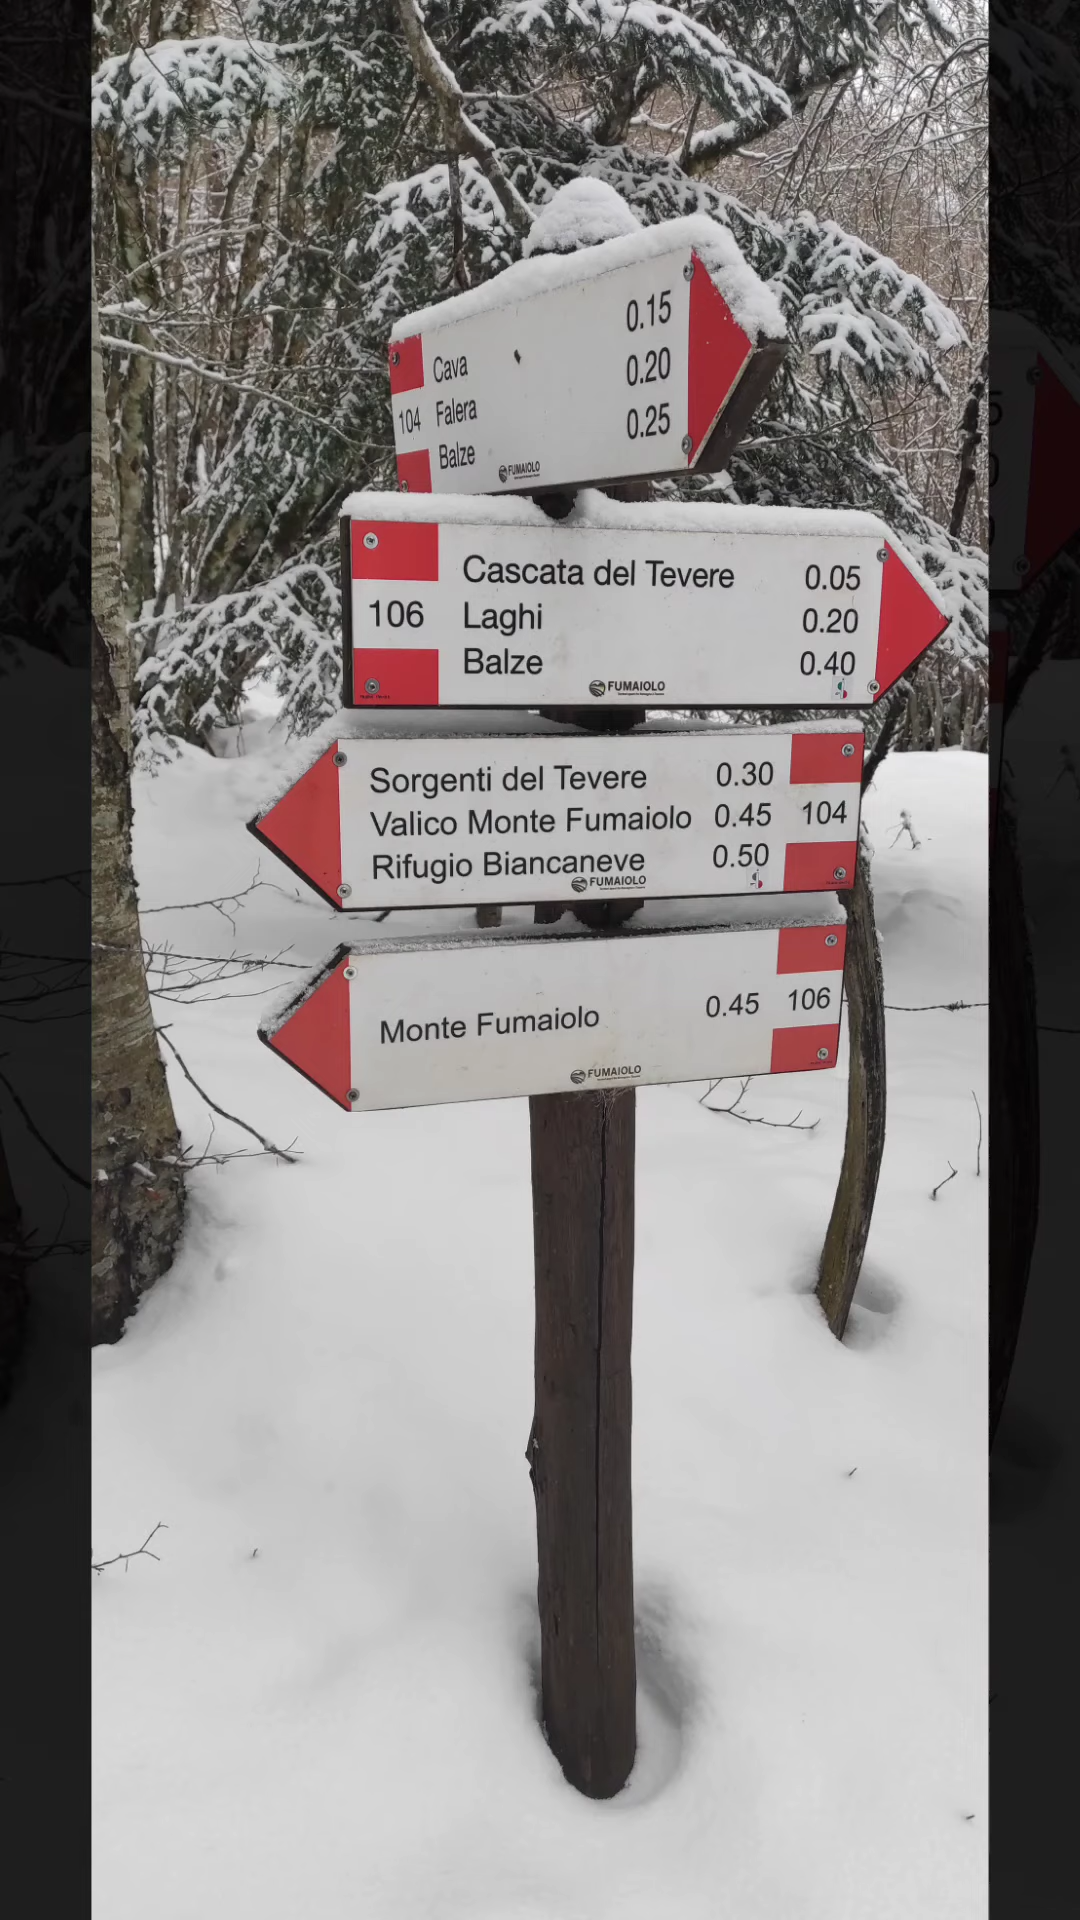 Cava 0.15
104 Falera 0.20
Balze 0.25
FUMAIOLO
Cascata del Tevere 0.05
106 Laghi 0.20
Balze 0.40
FUMAIOLO
Sorgenti del Tevere 0.30
Valico Monte Fumaiolo 0.45 104
Rifugio Biancaneve 0.50
FUMAIOLO
Monte Fumaiolo 0.45 106
FUMAIOLO